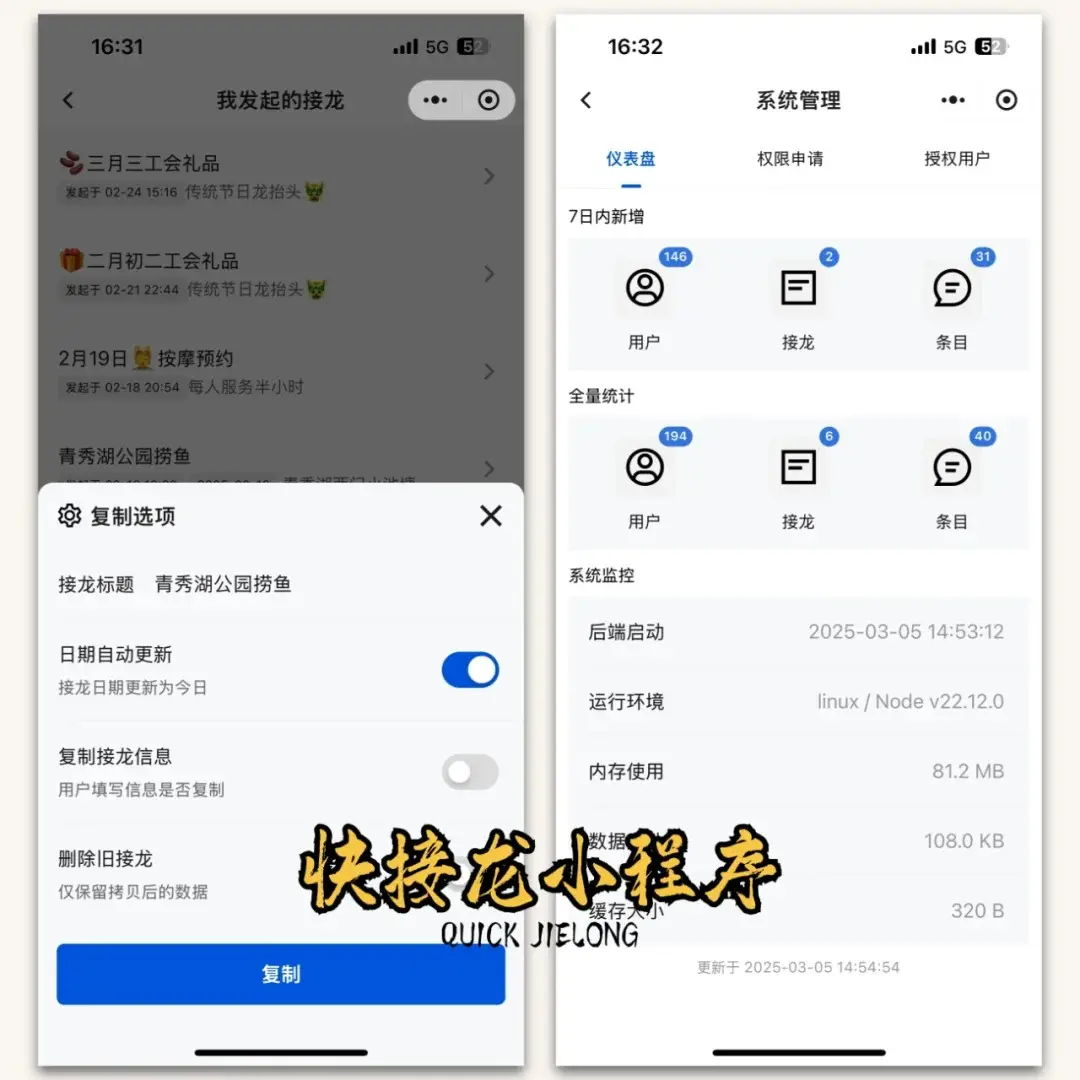 16:31
5G 52
我发起的接龙
三月三工会礼品
发起于 02-24 15:16 传统节日龙抬头
二月初二工会礼品
发起于 02-21 22:44 传统节日龙抬头
2月19日 按摩预约
发起于 02-18 20:54 每人服务半小时
青秀湖公园捞鱼
复制选项
接龙标题 青秀湖公园捞鱼
日期自动更新
接龙日期更新为今日
复制接龙信息
用户填写信息是否复制
删除旧接龙
仅保留拷贝后的数据
复制
16:32
5G 52
系统管理
仪表盘 权限申请 授权用户
7日内新增
146 2 31
用户 接龙 条目
全量统计
194 6 40
用户 接龙 条目
系统监控
后端启动 2025-03-05 14:53:12
运行环境 linux / Node v22.12.0
内存使用 81.2 MB
数据 108.0 KB
缓存大小 320 B
更新于 2025-03-05 14:54:54
快接龙小程序
QUICK JIELONG